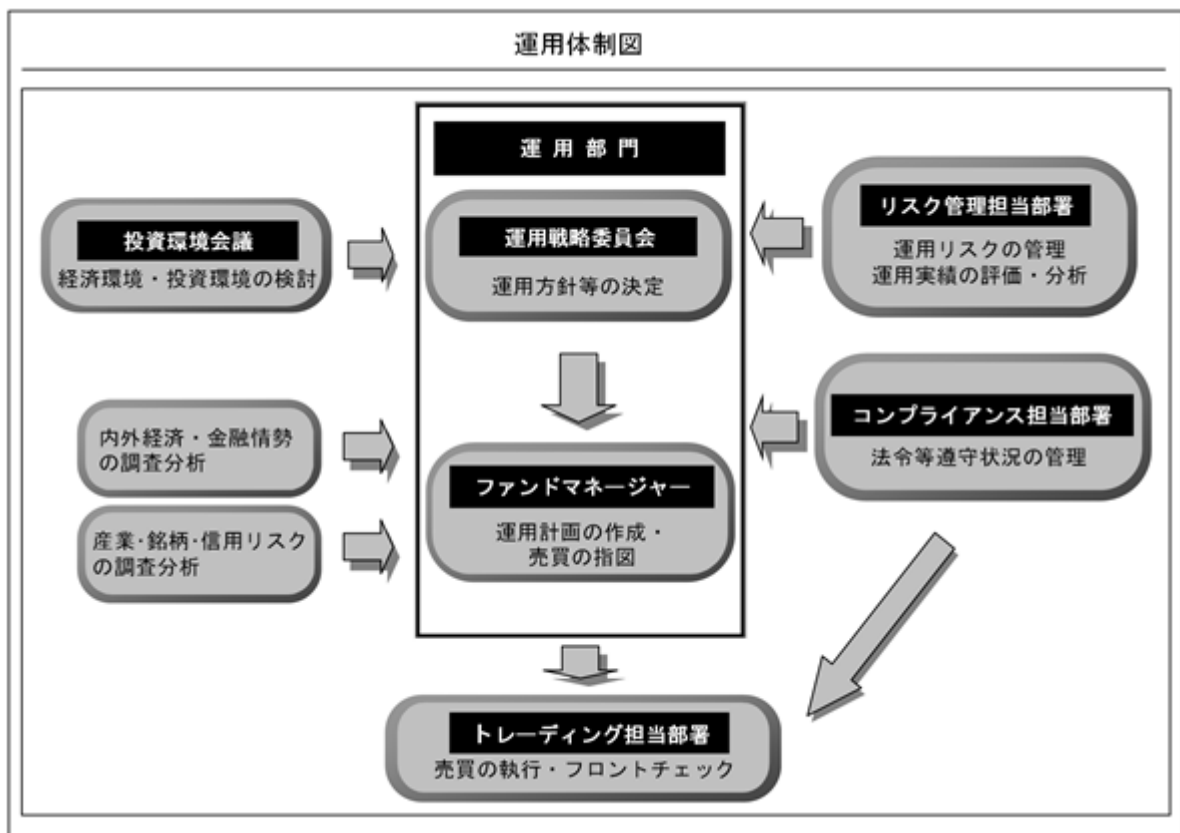 運用体制図
運用部門
投資環境会議
経済環境・投資環境の検討
運用戦略委員会
運用方針等の決定
リスク管理担当部署
運用リスクの管理
運用実績の評価・分析
内外経済・金融情勢
の調査分析
産業・銘柄・信用リスク
の調査分析
ファンドマネージャー
運用計画の作成・
売買の指図
コンプライアンス担当部署
法令等遵守状況の管理
トレーディング担当部署
売買の執行・フロントチェック